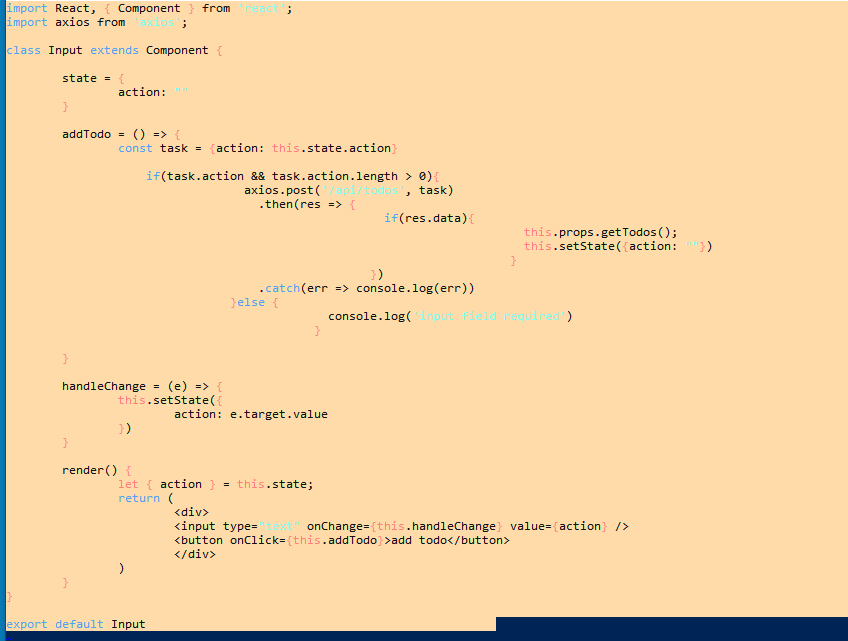 import React, { Component } from 'react';
import axios from 'axios';
class Input extends Component {
state = {
action: ""
}
addTodo = () => {
const task = {action: this.state.action}
if(task.action && task.action.length > 0){
axios.post('/api/todos', task)
.then(res => {
if(res.data){
this.props.getTodos();
this.setState({action: ""})
}
})
.catch(err => console.log(err))
}else {
console.log('input field required')
}
}
handleChange = (e) => {
this.setState({
action: e.target.value
})
}
render() {
let { action } = this.state;
return (
<div>
<input type="text" onChange={this.handleChange} value={action} />
<button onClick={this.addTodo}>add todo</button>
</div>
)
}
}
export default Input